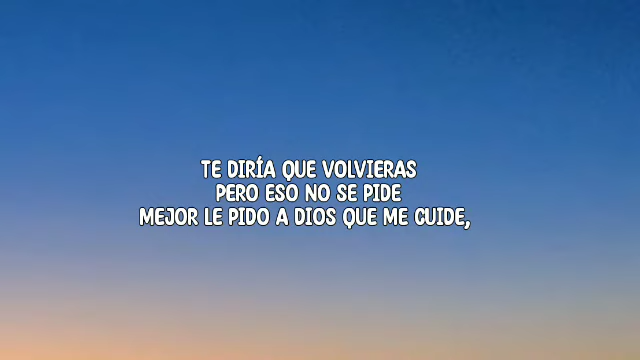 TE DIRÍA QUE VOLVIERAS
PERO ESO NO SE PIDE
MEJOR LE PIDO A DIOS QUE ME CUIDE,